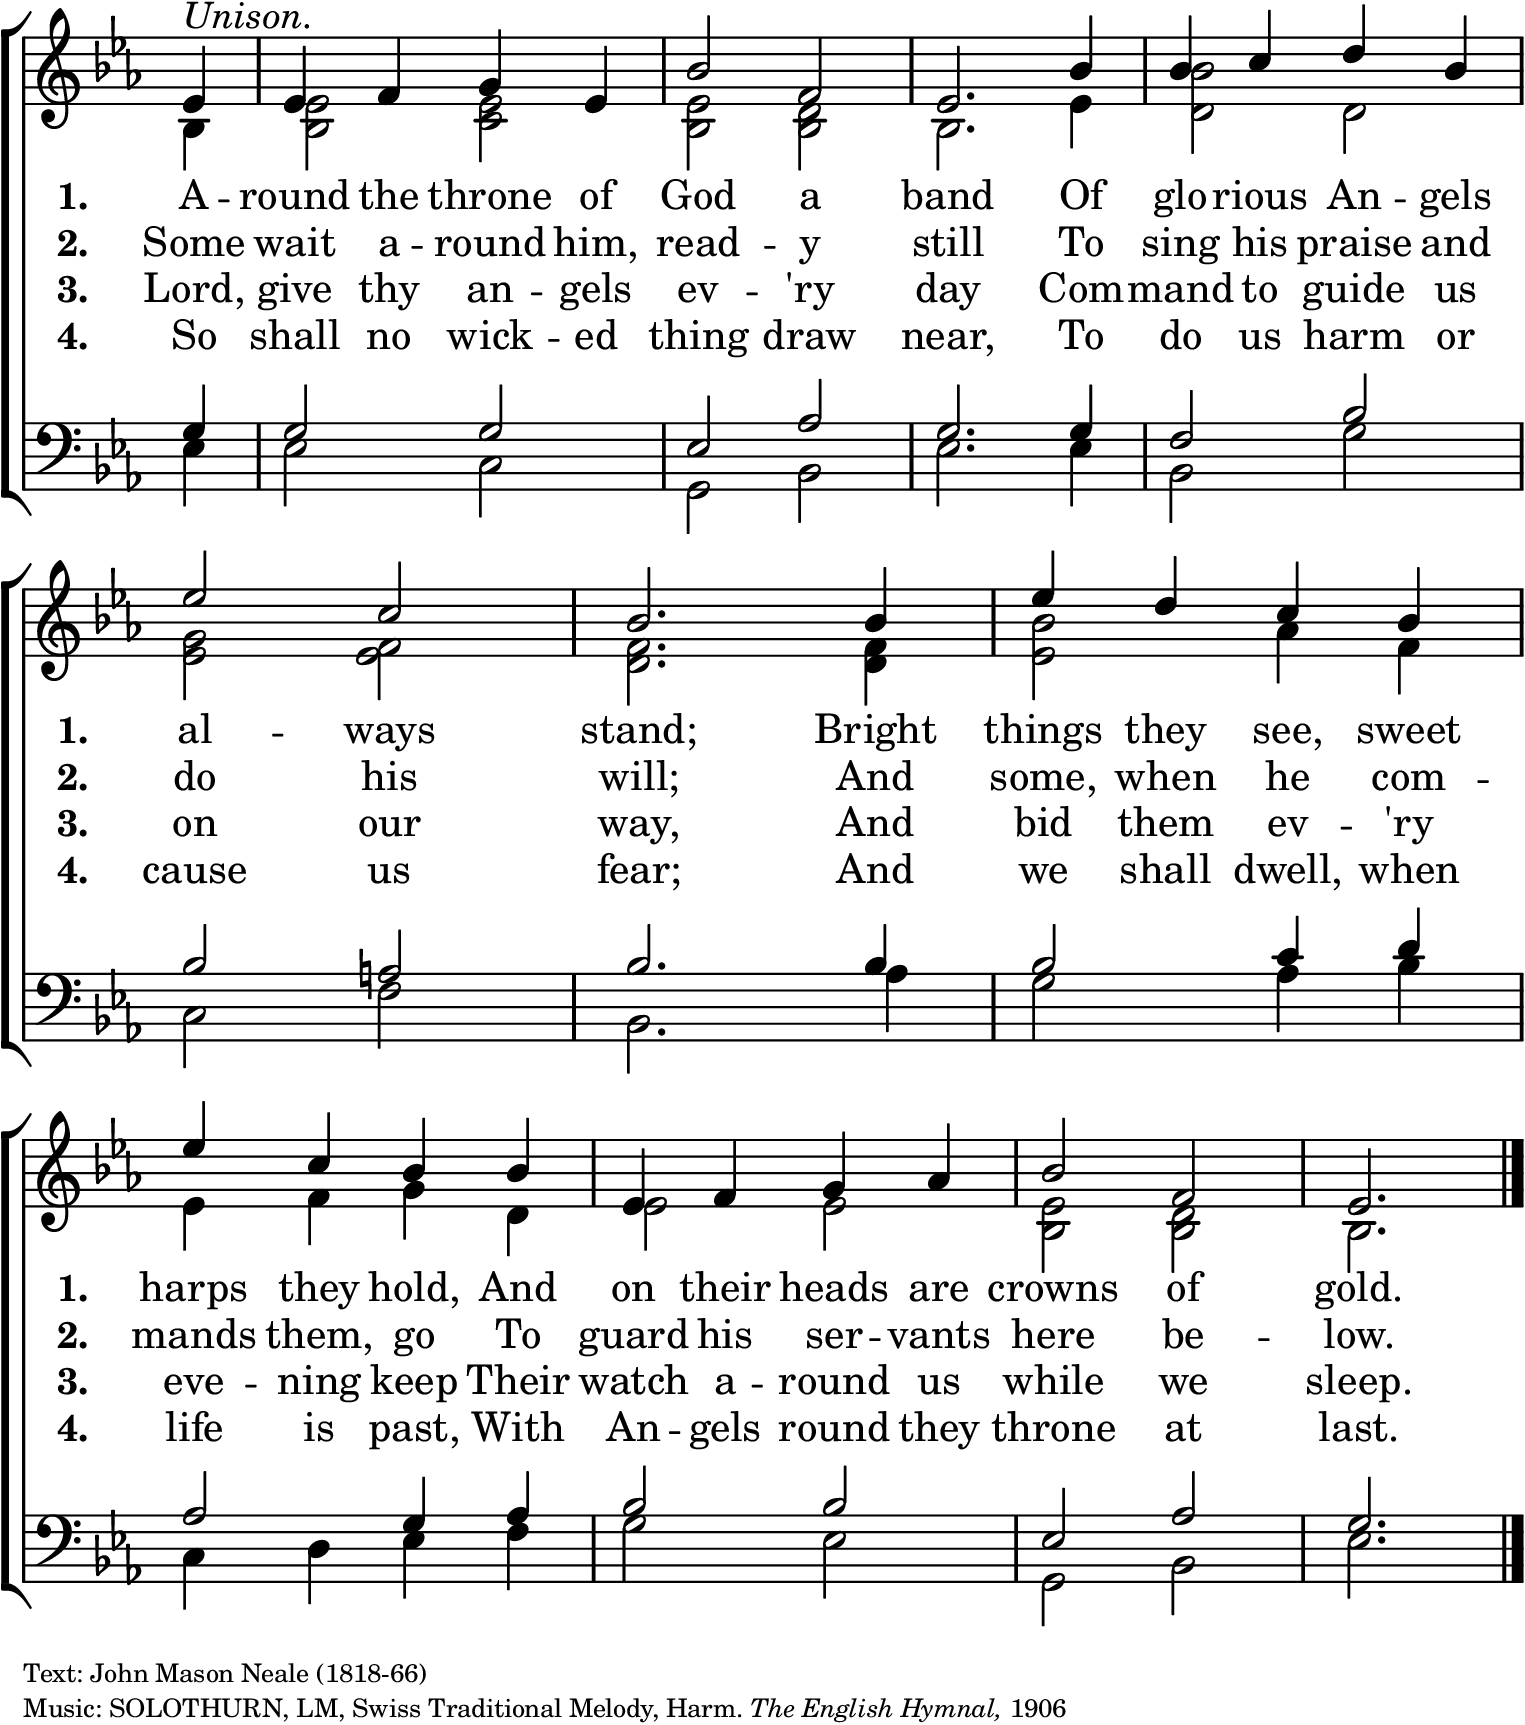 Unison.
1. A -- round the throne of God a band Of glo -- rious An -- gels
2. Some wait a -- round him, read -- y still To sing his praise and
3. Lord, give thy an -- gels ev -- 'ry day Com -- mand to guide us
4. So shall no wick -- ed thing draw near, To do us harm or
1. al -- ways stand; Bright things they see, sweet
2. do his will; And some, when he com --
3. on our way, And bid them ev -- 'ry
4. cause us fear; And we shall dwell, when
1. harps they hold, And on their heads are crowns of gold.
2. mands them, go To guard his ser -- vants here be -- low.
3. eve -- ning keep Their watch a -- round us while we sleep.
4. life is past, With An -- gels round they throne at last.
Text: John Mason Neale (1818-66)
Music: SOLOTHURN, LM, Swiss Traditional Melody, Harm. The English Hymnal, 1906